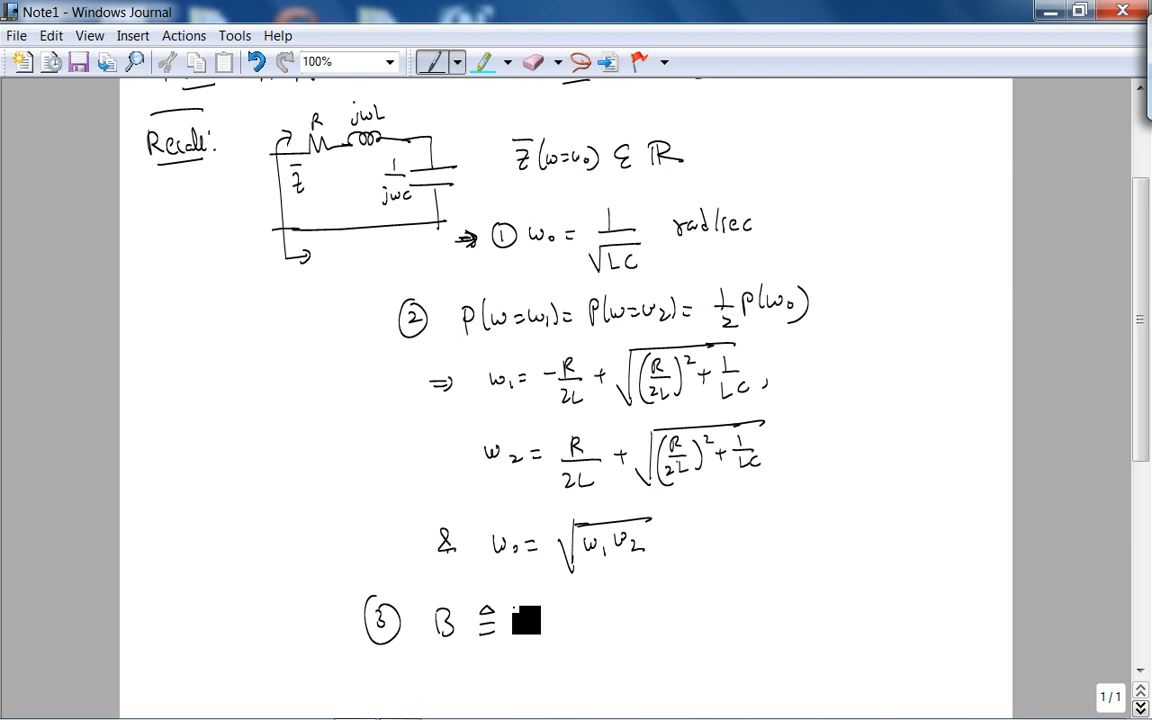 Note1 - Windows Journal
File Edit View Insert Actions Tools Help
100%
Recall:
R jωL
Z̅
1/jωC
Z̅(ω=ω₀) ε ℝ
⇒ ① ω₀ = 1/√LC rad/sec
② P(ω=ω₁) = P(ω=ω₂) = 1/2 P(ω₀)
⇒ ω₁ = -R/2L + √((R/2L)² + 1/LC),
ω₂ = R/2L + √((R/2L)² + 1/LC)
& ω₀ = √ω₁ω₂
③ B ≙
1 / 1